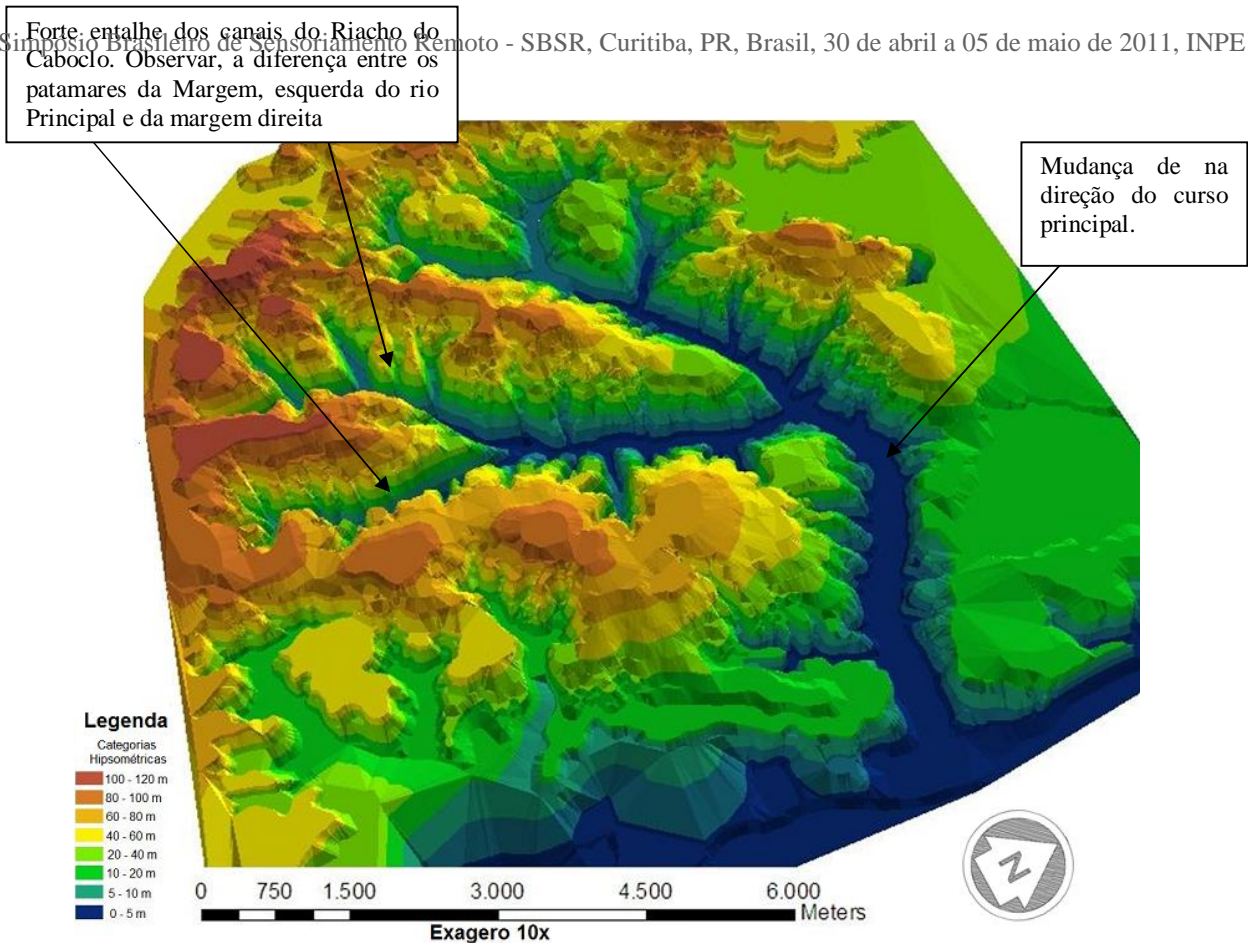 Simpósio Brasileiro de Sensoriamento Remoto - SBSR, Curitiba, PR, Brasil, 30 de abril a 05 de maio de 2011, INPE
Forte entalhe dos canais do Riacho do
Caboclo. Observar, a diferença entre os
patamares da Margem, esquerda do rio
Principal e da margem direita
Mudança de na
direção do curso
principal.
Legenda
Categorias
Hipsométricas
100 - 120 m
80 - 100 m
60 - 80 m
40 - 60 m
20 - 40 m
10 - 20 m
5 - 10 m
0 - 5 m
0 750 1.500 3.000 4.500 6.000
Meters
Exagero 10x
N